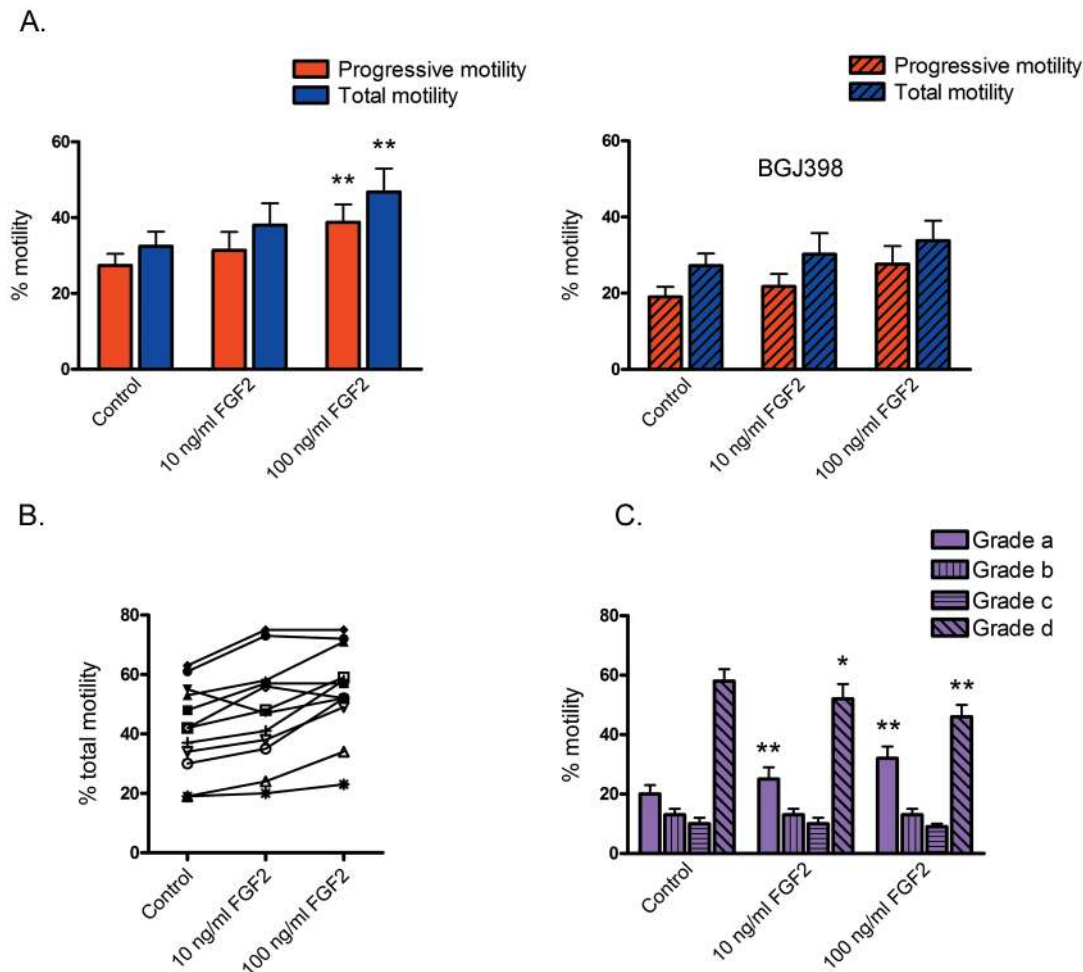 A.
Progressive motility
Total motility
60
40
20
0
% motility
**
**
Control
10 ng/ml FGF2
100 ng/ml FGF2
Progressive motility
Total motility
60
40
20
0
% motility
BGJ398
Control
10 ng/ml FGF2
100 ng/ml FGF2
B.
80
60
40
20
0
% total motility
Control
10 ng/ml FGF2
100 ng/ml FGF2
C.
Grade a
Grade b
Grade c
Grade d
80
60
40
20
0
% motility
**
*
**
**
Control
10 ng/ml FGF2
100 ng/ml FGF2